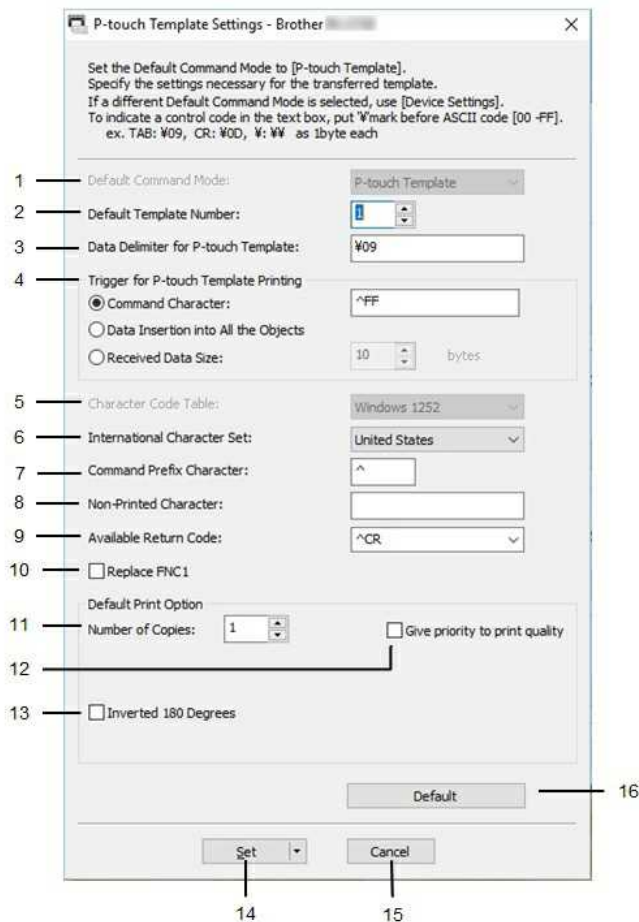 P-touch Template Settings - Brother
Set the Default Command Mode to [P-touch Template].
Specify the settings necessary for the transferred template.
If a different Default Command Mode is selected, use [Device Settings].
To indicate a control code in the text box, put '¥'mark before ASCII code [00 -FF].
ex. TAB: ¥09, CR: ¥0D, ¥: ¥¥ as 1byte each
1 Default Command Mode: P-touch Template
2 Default Template Number: 1
3 Data Delimiter for P-touch Template: ¥09
4 Trigger for P-touch Template Printing
Command Character: ^FF
Data Insertion into All the Objects
Received Data Size: 10 bytes
5 Character Code Table: Windows 1252
6 International Character Set: United States
7 Command Prefix Character: ^
8 Non-Printed Character:
9 Available Return Code: ^CR
10 Replace FNC1
Default Print Option
11 Number of Copies: 1 Give priority to print quality
12
13 Inverted 180 Degrees
Default 16
Set Cancel
14 15